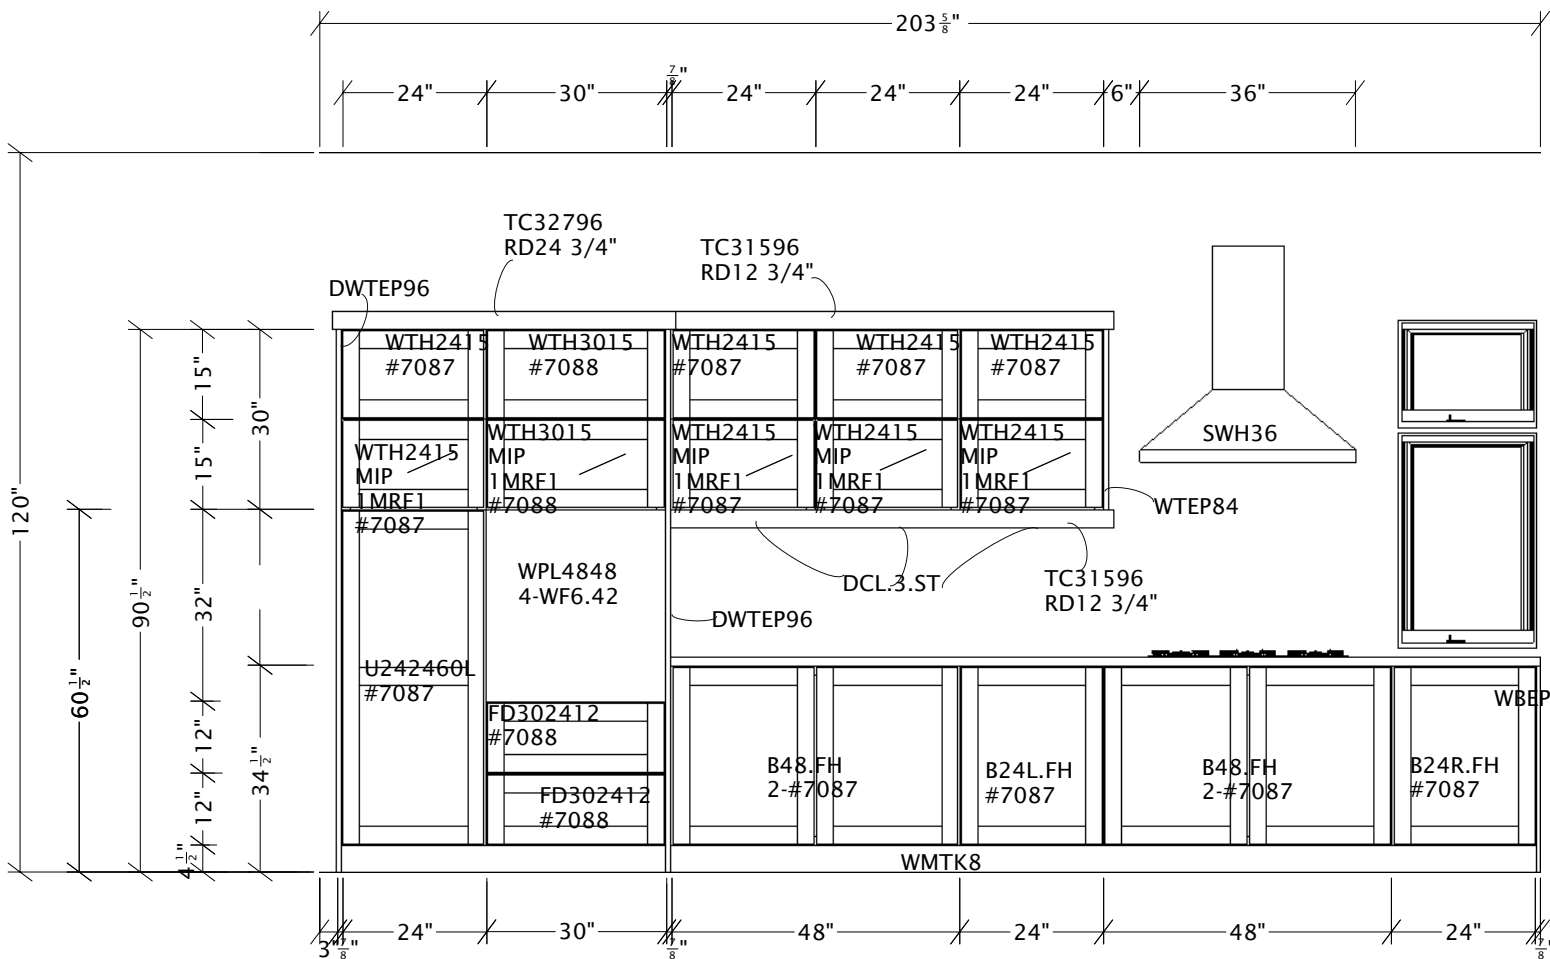 203 5/8"
7/8"
24"
30"
24"
24"
24"
6"
36"
TC32796
RD24 3/4"
TC31596
RD12 3/4"
DWTEP96
WTH2415
#7087
WTH3015
#7088
WTH2415
#7087
WTH2415
#7087
WTH2415
#7087
WTH2415
MIP
1MRF1
#7087
WTH3015
MIP
1MRF1
#7088
WTH2415
MIP
1MRF1
#7087
WTH2415
MIP
1MRF1
#7087
WTH2415
MIP
1MRF1
#7087
SWH36
WTEP84
WPL4848
4-WF6.42
DCL.3.ST
TC31596
RD12 3/4"
DWTEP96
U242460L
#7087
FD302412
#7088
FD302412
#7088
B48.FH
2-#7087
B24L.FH
#7087
B48.FH
2-#7087
B24R.FH
#7087
WBEP
WMTK8
120"
90 1/2"
60 1/2"
15"
15"
32"
12"
12"
4 1/2"
30"
34 1/2"
3"
7/8"
24"
30"
7/8"
48"
24"
48"
24"
7/8"